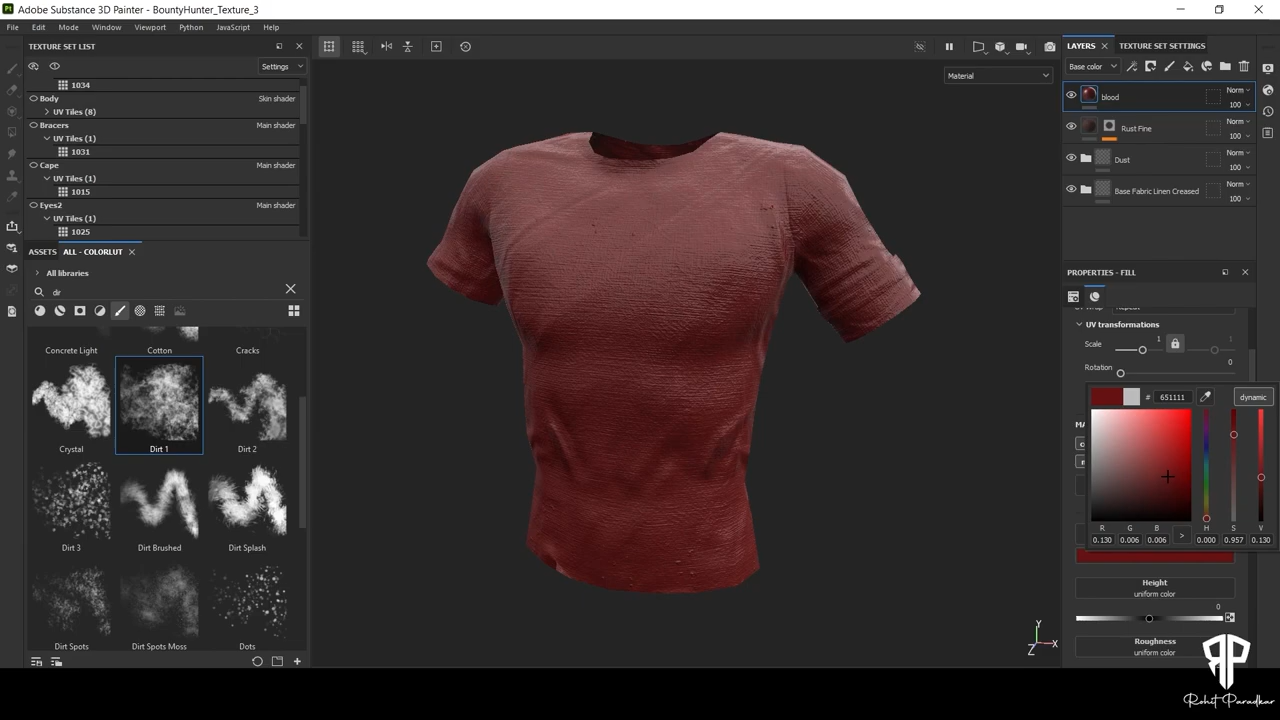 Adobe Substance 3D Painter - BountyHunter_Texture_3
File Edit Mode Window Viewport Python JavaScript Help
TEXTURE SET LIST
Settings
1034
Body Skin shader
UV Tiles (8)
Bracers Main shader
UV Tiles (1)
1031
Cape Main shader
UV Tiles (1)
1015
Eyes2 Main shader
UV Tiles (1)
1025
ASSETS ALL - COLORLUT
All libraries
dir
Concrete Light Cotton Cracks
Crystal Dirt 1 Dirt 2
Dirt 3 Dirt Brushed Dirt Splash
Dirt Spots Dirt Spots Moss Dots
Material
Y
Z X
LAYERS TEXTURE SET SETTINGS
Base color
blood Norm
100
Rust Fine Norm
100
Dust Norm
100
Base Fabric Linen Creased Norm
100
PROPERTIES - FILL
UV transformations
Scale 1 1
Rotation 0
# 651111 dynamic
R G B H S V
0.130 0.006 0.006 > 0.000 0.957 0.130
Height
uniform color
0
Roughness
uniform color
Rohit Paradkar